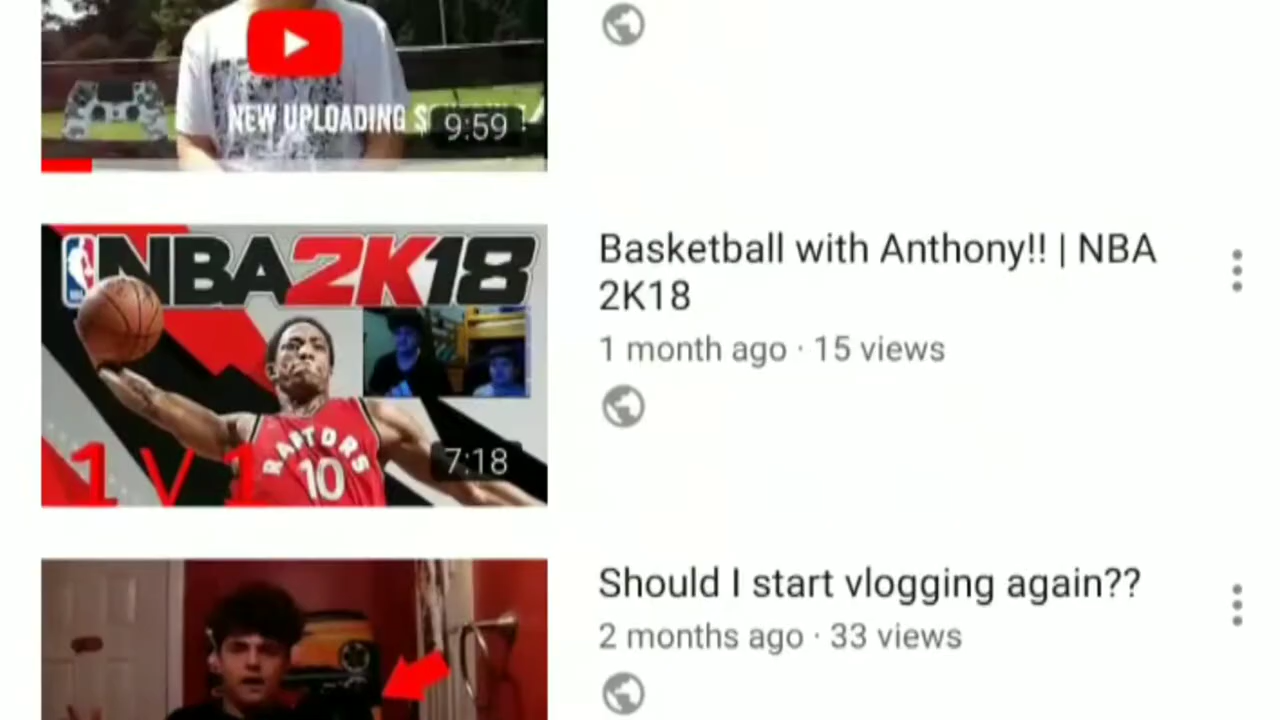 NEW UPLOADING
9:59
NBA2K18
RAPTORS
10
1 V 1
7:18
Basketball with Anthony!! | NBA
2K18
1 month ago · 15 views
Should I start vlogging again??
2 months ago · 33 views